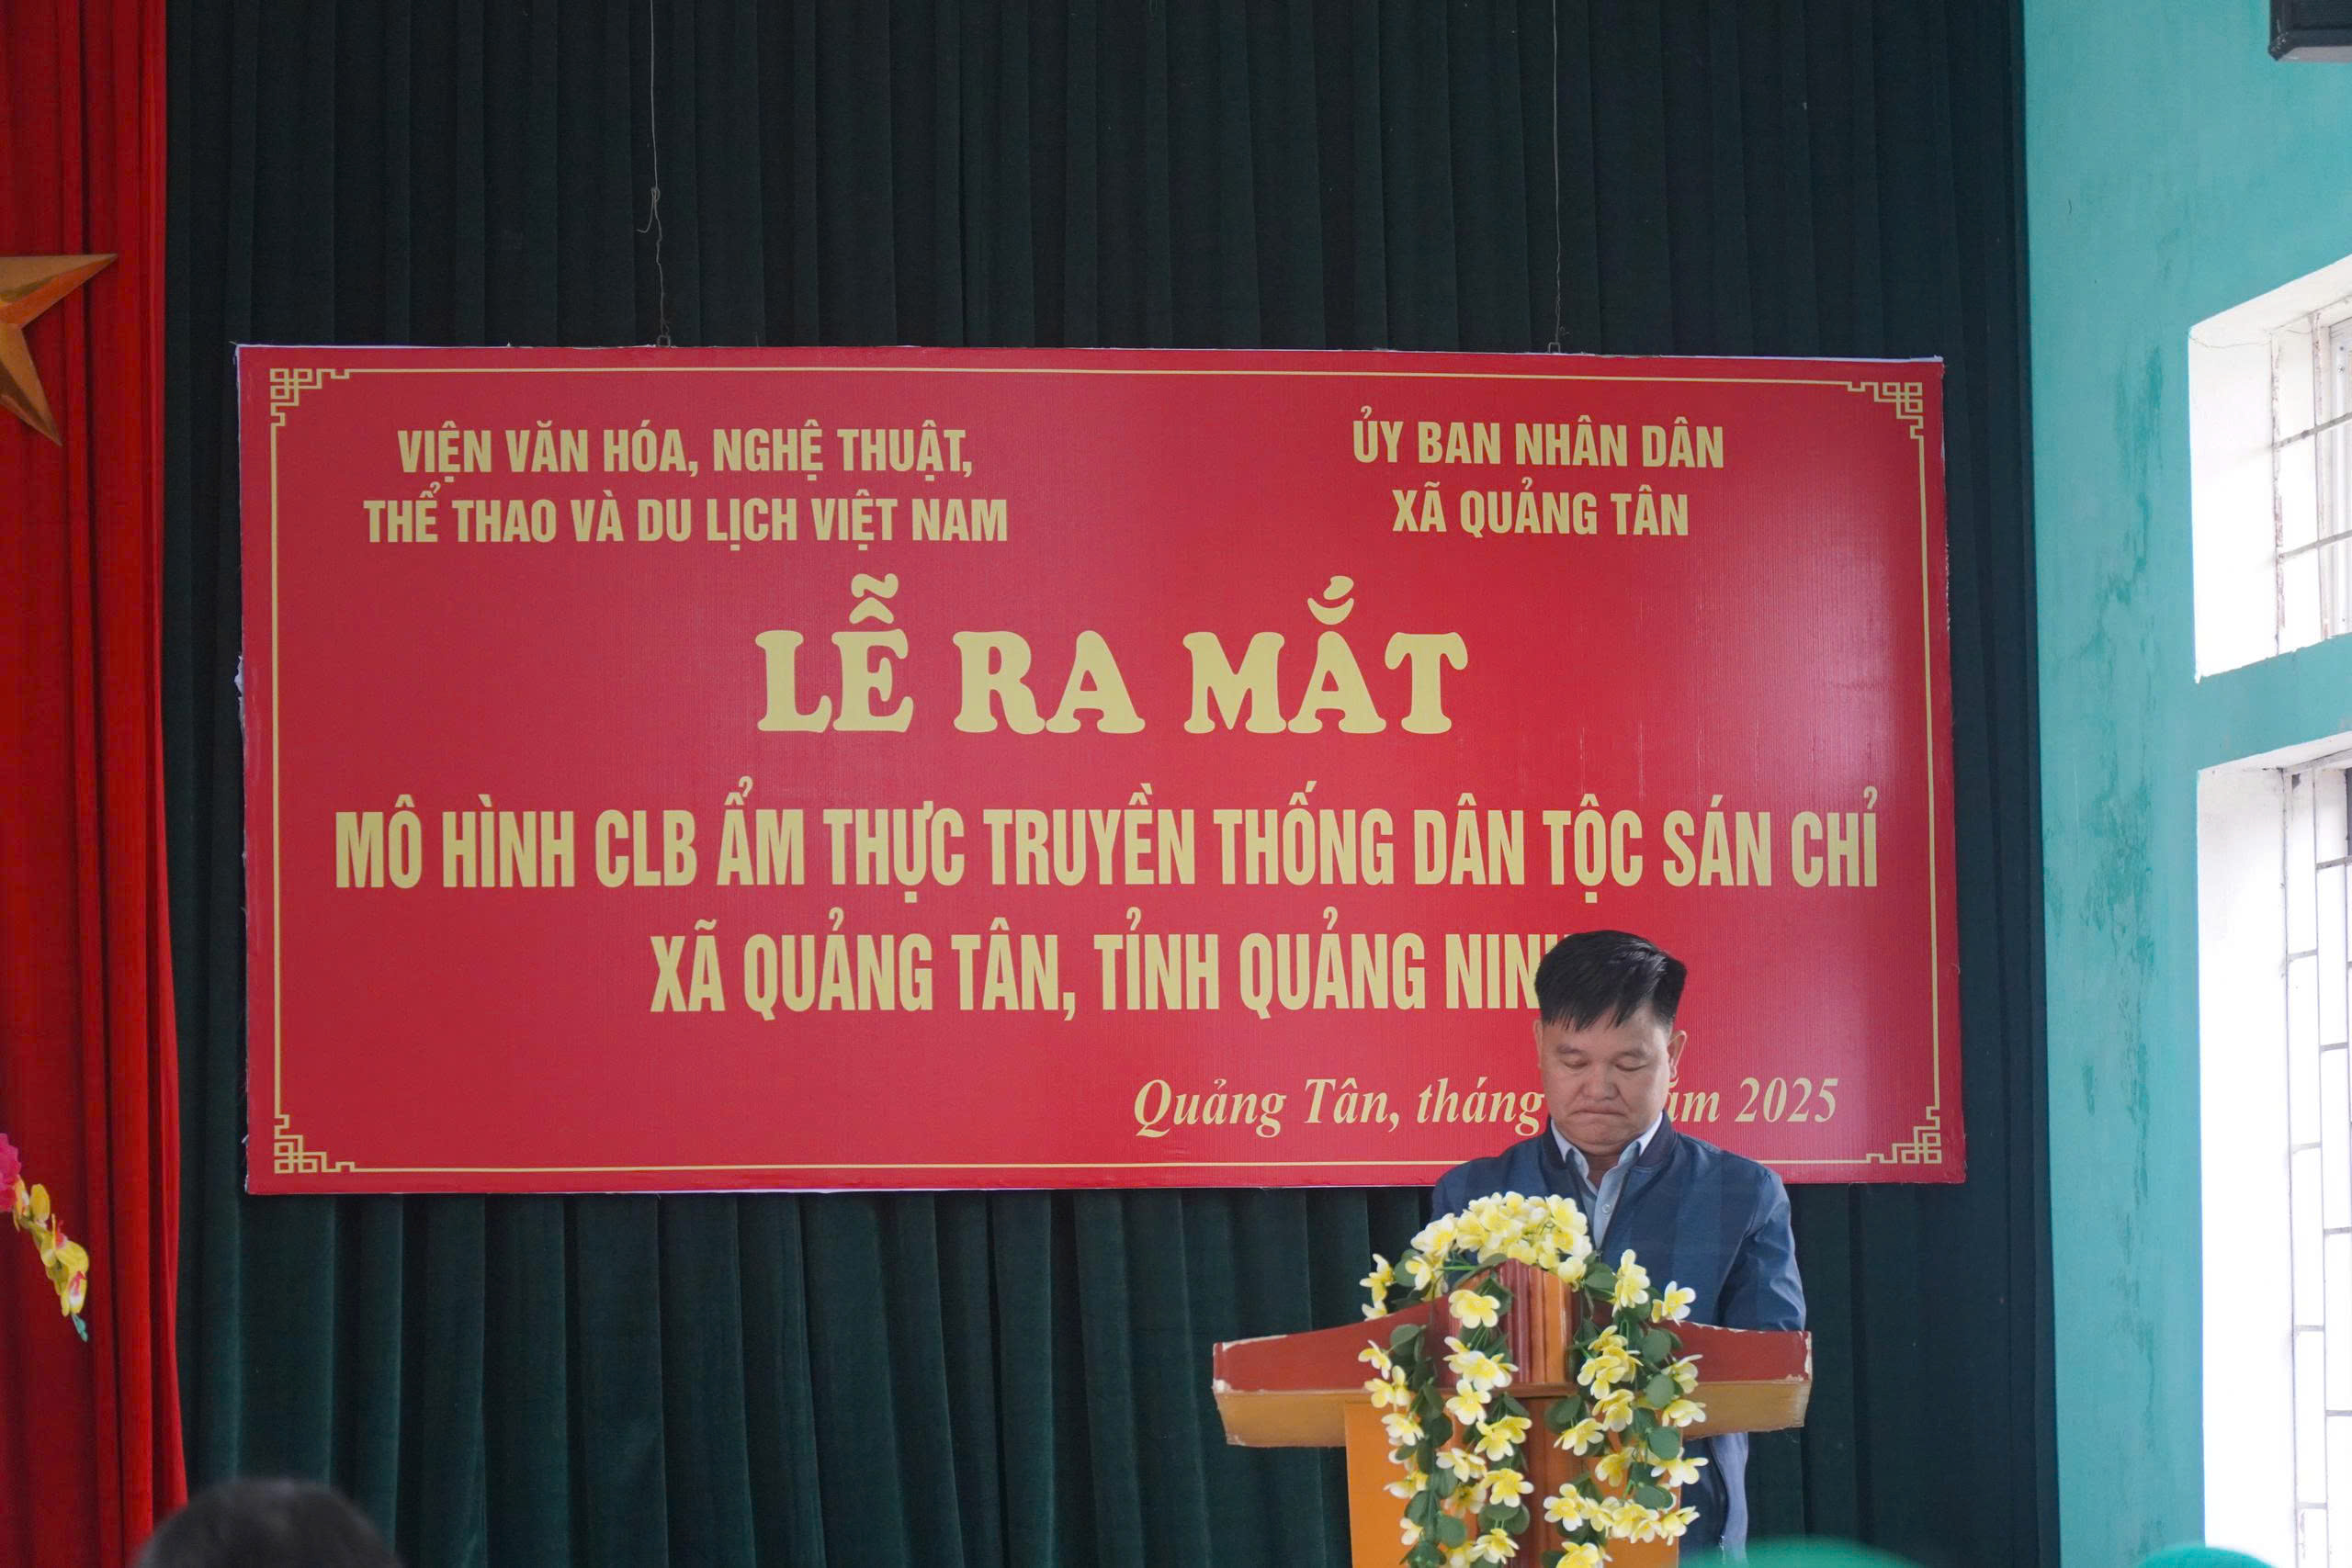 VIỆN VĂN HÓA, NGHỆ THUẬT,
THỂ THAO VÀ DU LỊCH VIỆT NAM
ỦY BAN NHÂN DÂN
XÃ QUẢNG TÂN
LỄ RA MẮT
MÔ HÌNH CLB ẨM THỰC TRUYỀN THỐNG DÂN TỘC SÁN CHỈ
XÃ QUẢNG TÂN, TỈNH QUẢNG NINH
Quảng Tân, tháng năm 2025